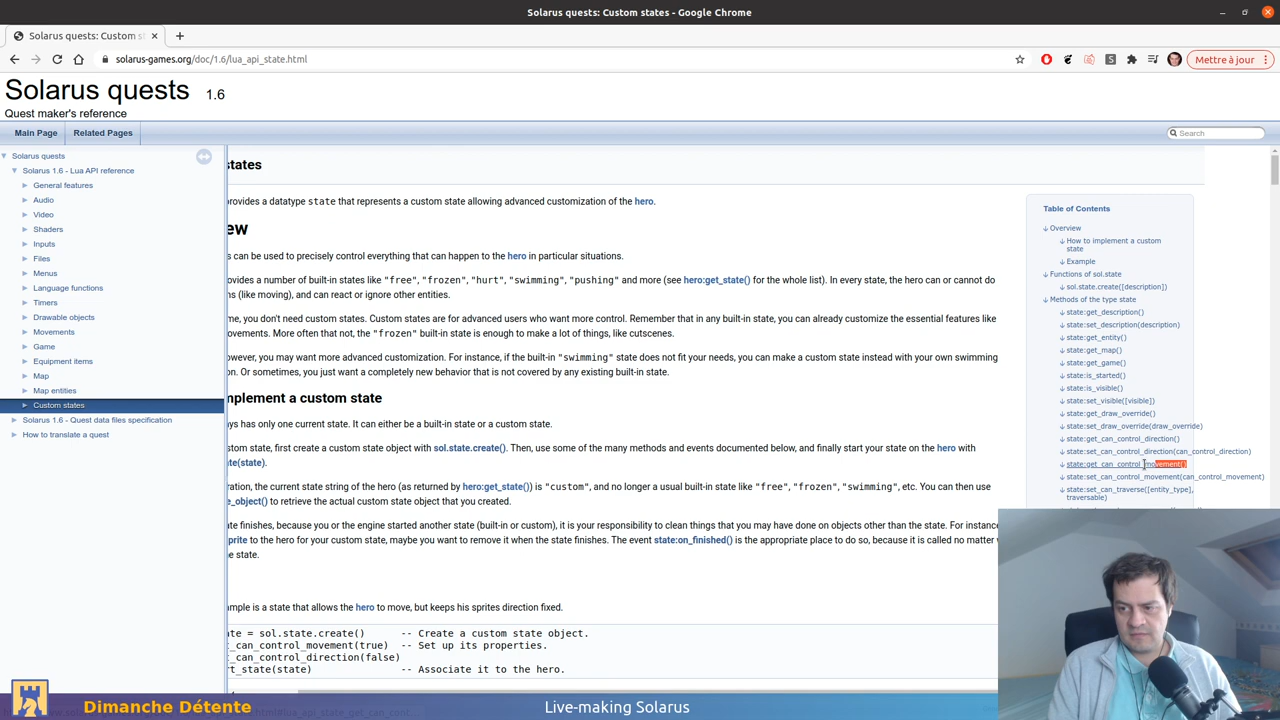 Solarus quests: Custom states - Google Chrome
Solarus quests: Custom st
solarus-games.org/doc/1.6/lua_api_state.html
Mettre à jour
Solarus quests 1.6
Quest maker's reference
Main Page
Related Pages
Search
Solarus quests
Solarus 1.6 - Lua API reference
General features
Audio
Video
Shaders
Inputs
Files
Menus
Language functions
Timers
Drawable objects
Movements
Game
Equipment items
Map
Map entities
Custom states
Solarus 1.6 - Quest data files specification
How to translate a quest
states
provides a datatype state that represents a custom state allowing advanced customization of the hero.
ew
s can be used to precisely control everything that can happen to the hero in particular situations.
ovides a number of built-in states like "free", "frozen", "hurt", "swimming", "pushing" and more (see hero:get_state() for the whole list). In every state, the hero can or cannot do
ns (like moving), and can react or ignore other entities.
me, you don't need custom states. Custom states are for advanced users who want more control. Remember that in any built-in state, you can already customize the essential features like
ovements. More often that not, the "frozen" built-in state is enough to make a lot of things, like cutscenes.
owever, you may want more advanced customization. For instance, if the built-in "swimming" state does not fit your needs, you can make a custom state instead with your own swimming
on. Or sometimes, you just want a completely new behavior that is not covered by any existing built-in state.
mplement a custom state
ays has only one current state. It can either be a built-in state or a custom state.
stom state, first create a custom state object with sol.state.create(). Then, use some of the many methods and events documented below, and finally start your state on the hero with
ate(state).
ration, the current state string of the hero (as returned by hero:get_state()) is "custom", and no longer a usual built-in state like "free", "frozen", "swimming", etc. You can then use
e_object() to retrieve the actual custom state object that you created.
ate finishes, because you or the engine started another state (built-in or custom), it is your responsibility to clean things that you may have done on objects other than the state. For instance
prite to the hero for your custom state, maybe you want to remove it when the state finishes. The event state:on_finished() is the appropriate place to do so, because it is called no matter
he state.
ample is a state that allows the hero to move, but keeps his sprites direction fixed.
ate = sol.state.create() -- Create a custom state object.
t_can_control_movement(true) -- Set up its properties.
t_can_control_direction(false)
rt_state(state) -- Associate it to the hero.
Table of Contents
Overview
How to implement a custom
state
Example
Functions of sol.state
sol.state.create([description])
Methods of the type state
state:get_description()
state:set_description(description)
state:get_entity()
state:get_map()
state:get_game()
state:is_started()
state:is_visible()
state:set_visible([visible])
state:get_draw_override()
state:set_draw_override(draw_override)
state:get_can_control_direction()
state:set_can_control_direction(can_control_direction)
state:get_can_control_movement()
state:set_can_control_movement(can_control_movement)
state:set_can_traverse([entity_type],
traversable)
Dimanche Détente
Live-making Solarus